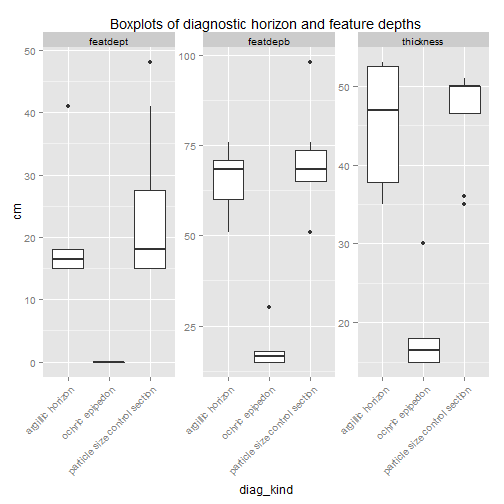 Boxplots of diagnostic horizon and feature depths
featdept featdepb thickness
cm
50
40
30
20
10
0
100
75
50
25
50
40
30
20
argillic horizon
ochric epipedon
particle size control section
argillic horizon
ochric epipedon
particle size control section
argillic horizon
ochric epipedon
particle size control section
diag_kind